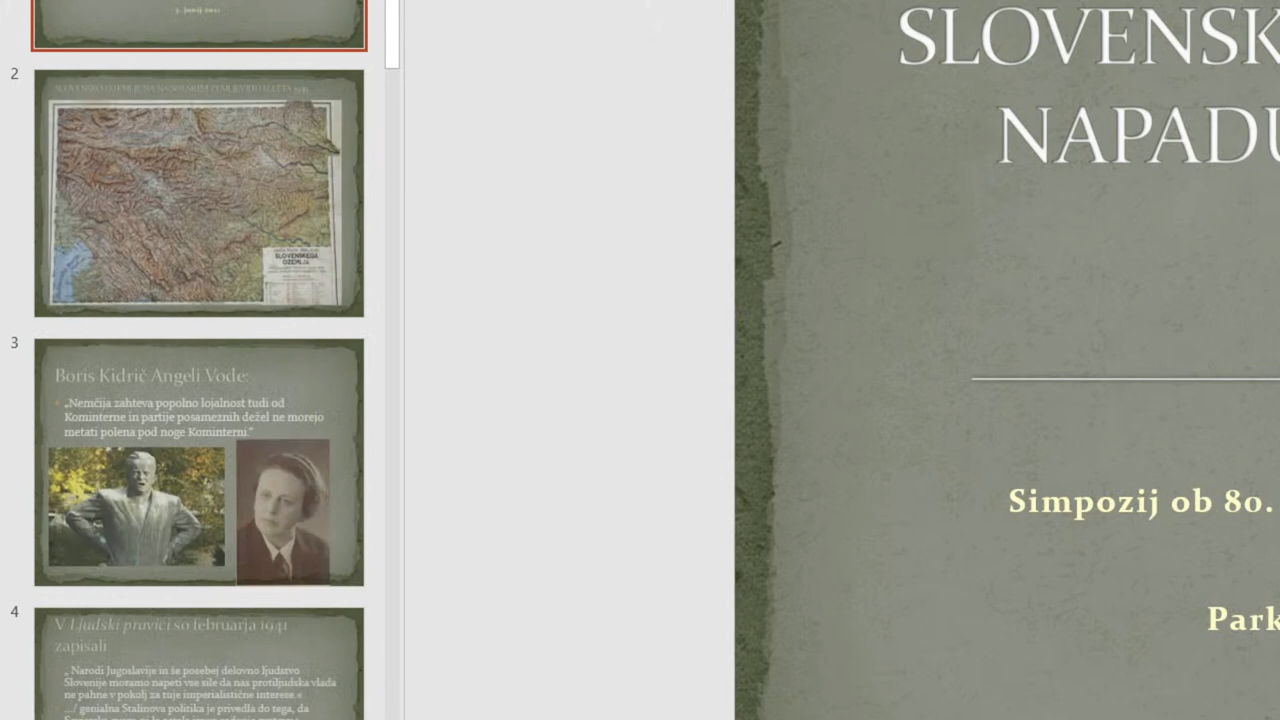 5. junij 2021
2
SLOVENSKEGA
OZEMLJA
3
Boris Kidrič Angeli Vode:
„Nemčija zahteva popolno lojalnost tudi od
Kominterne in partije posameznih dežel ne morejo
metati polena pod noge Kominterni.“
4
V Ljudski pravici so februarja 1941
zapisali
„ Narodi Jugoslavije in še posebej delovno ljudstvo
Slovenije moramo napeti vse sile da nas protiljudska vlada
ne pahne v pokolj za tuje imperialistične interese.«
.../ genialna Stalinova politika je privedla do tega, da
SLOVENSK
NAPADU
Simpozij ob 80.
Park